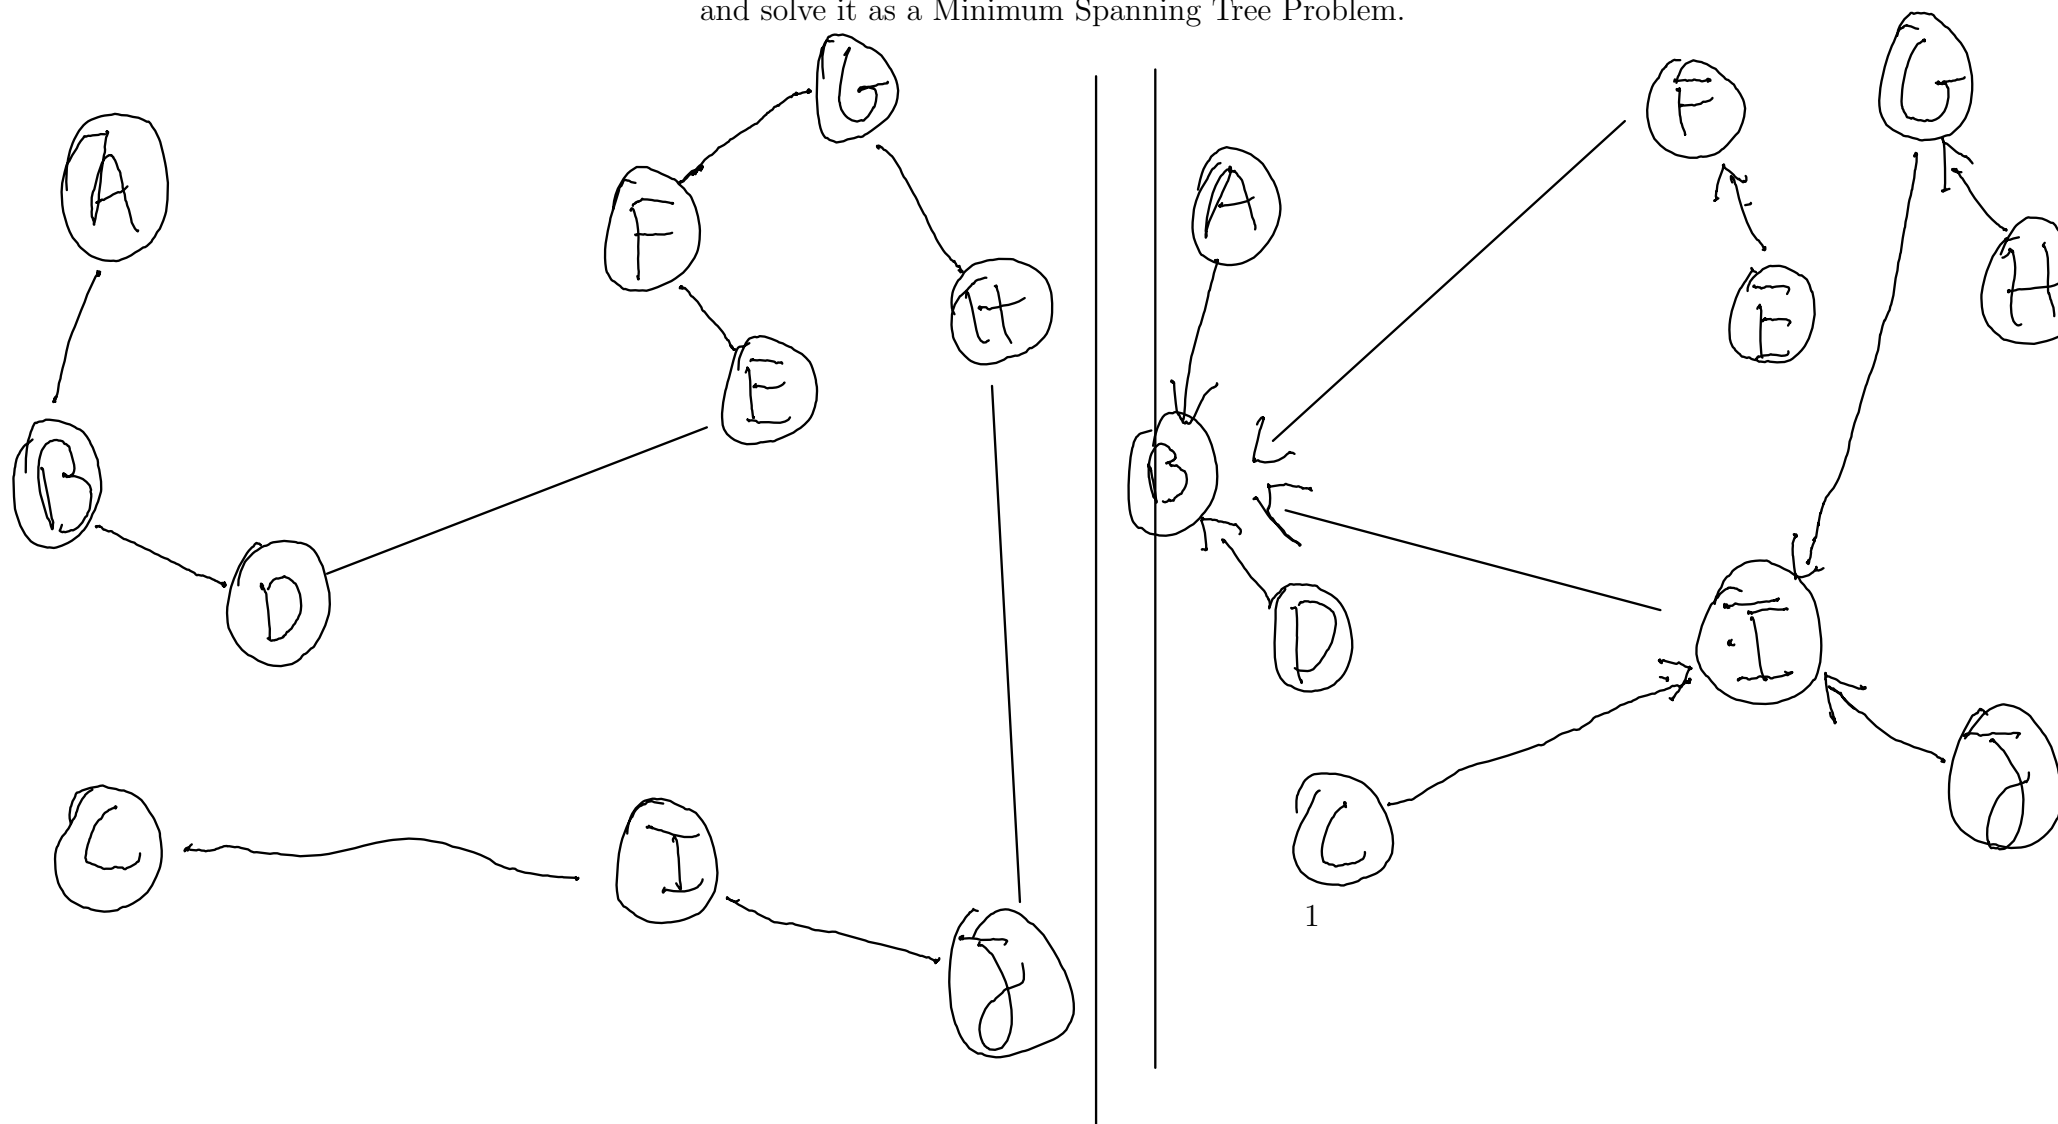 and solve it as a Minimum Spanning Tree Problem.
G
F
G
A
A
F
H
H
E
E
B
B
D
D
I
J
C
I
C
1
J